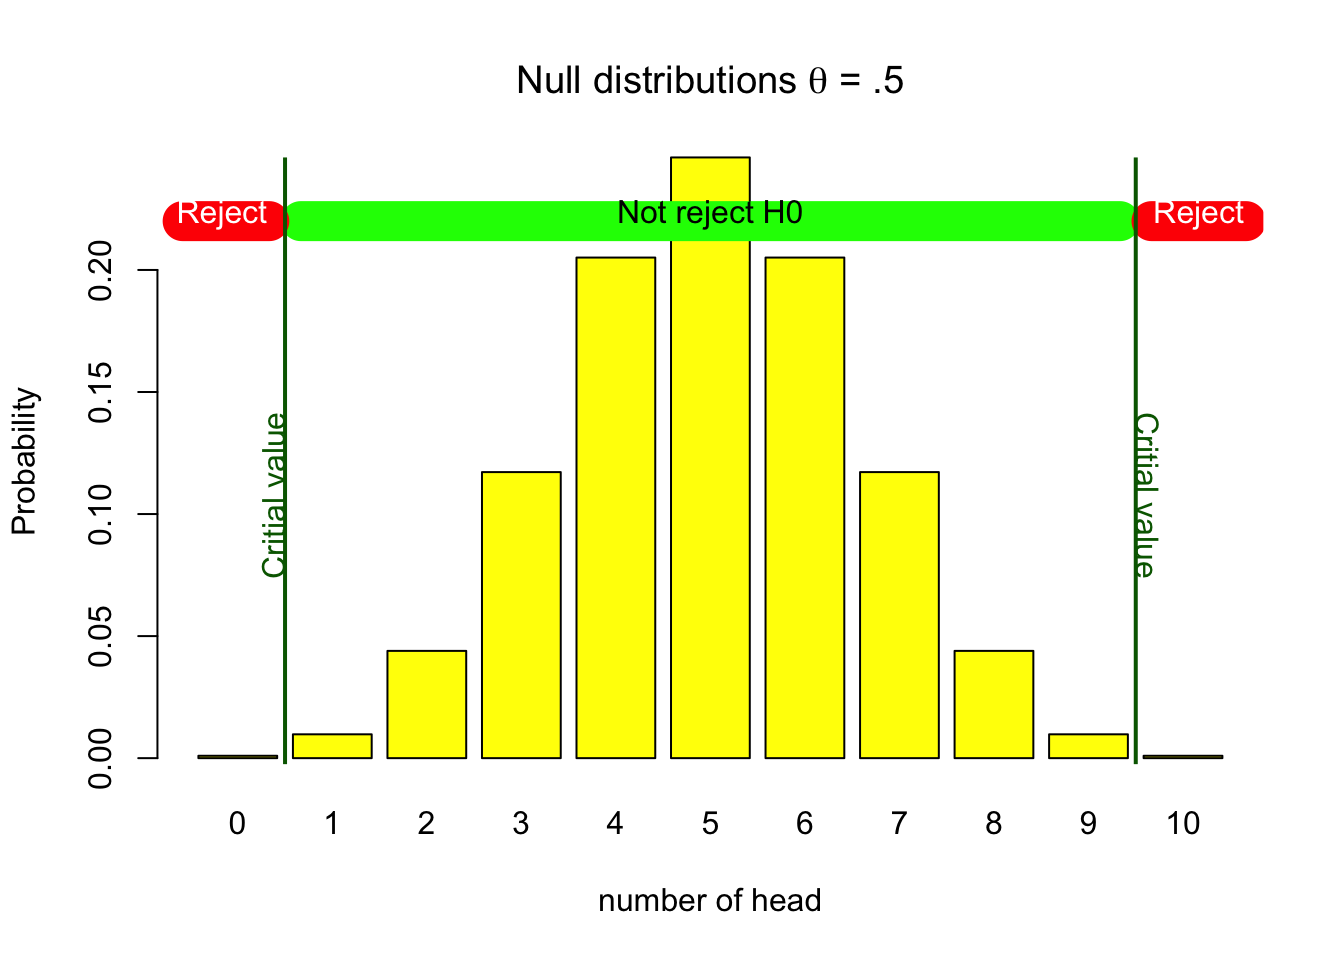 Null distributions θ = .5
Reject
Not reject H0
Reject
Probability
0.20
0.15
0.10
0.05
0.00
Critial value
Critial value
0 1 2 3 4 5 6 7 8 9 10
number of head